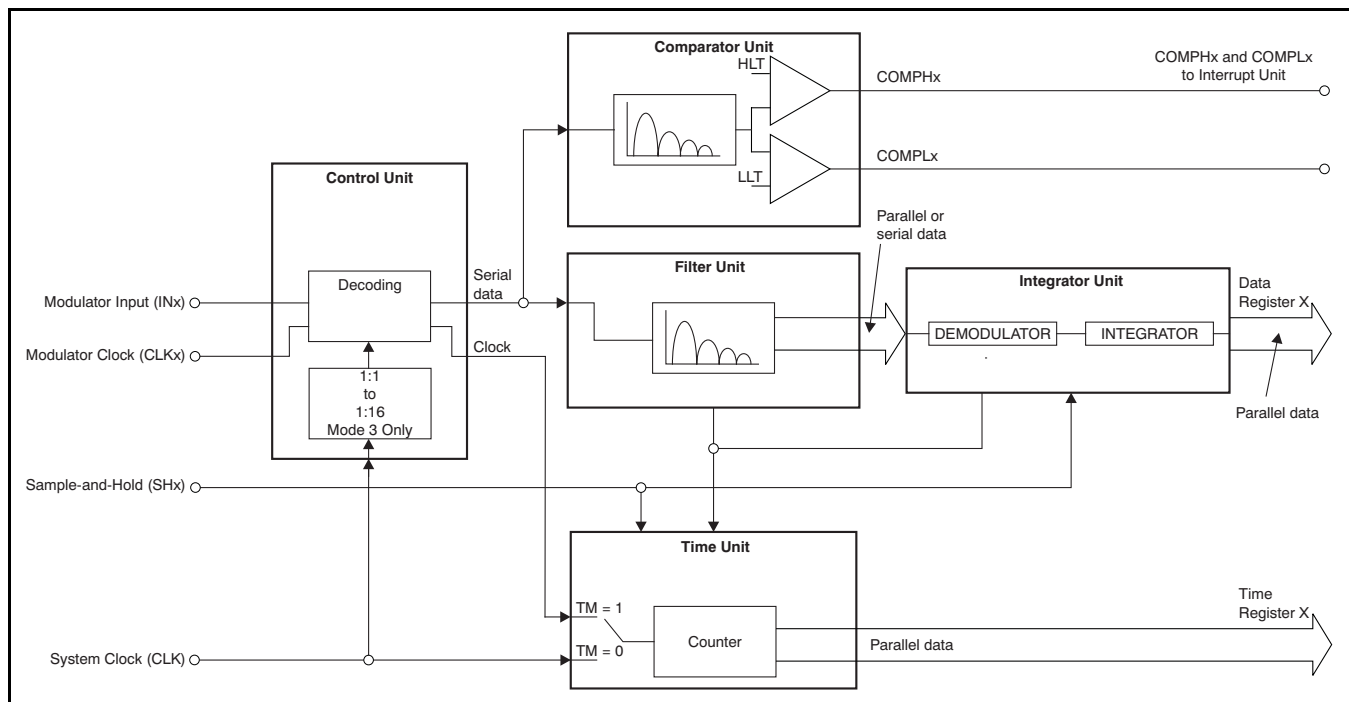 Comparator Unit
HLT
COMPHx
COMPHx and COMPLx
to Interrupt Unit
LLT
COMPLx
Control Unit
Decoding
Serial
data
Clock
Modulator Input (INx)
Modulator Clock (CLKx)
1:1
to
1:16
Mode 3 Only
Filter Unit
Parallel or
serial data
Integrator Unit
DEMODULATOR
INTEGRATOR
Data
Register X
Parallel data
Sample-and-Hold (SHx)
Time Unit
TM = 1
TM = 0
Counter
Parallel data
Time
Register X
System Clock (CLK)